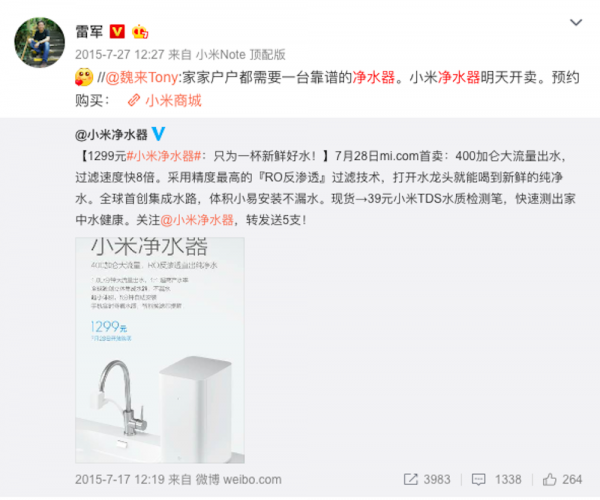 雷军
2015-7-27 12:27 来自 小米Note 顶配版
//@魏来Tony:家家户户都需要一台靠谱的净水器。小米净水器明天开卖。预约
购买： 小米商城
@小米净水器
【1299元#小米净水器#：只为一杯新鲜好水！】7月28日mi.com首卖：400加仑大流量出水，
过滤速度快8倍。采用精度最高的『RO反渗透』过滤技术，打开水龙头就能喝到新鲜的纯净
水。全球首创集成水路，体积小易安装不漏水。现货→39元小米TDS水质检测笔，快速测出家
中水健康。关注@小米净水器，转发送5支！
小米净水器
400加仑大流量，RO反渗透直出纯净水
1299元
2015-7-17 12:19 来自 微博 weibo.com
3983
1338
264